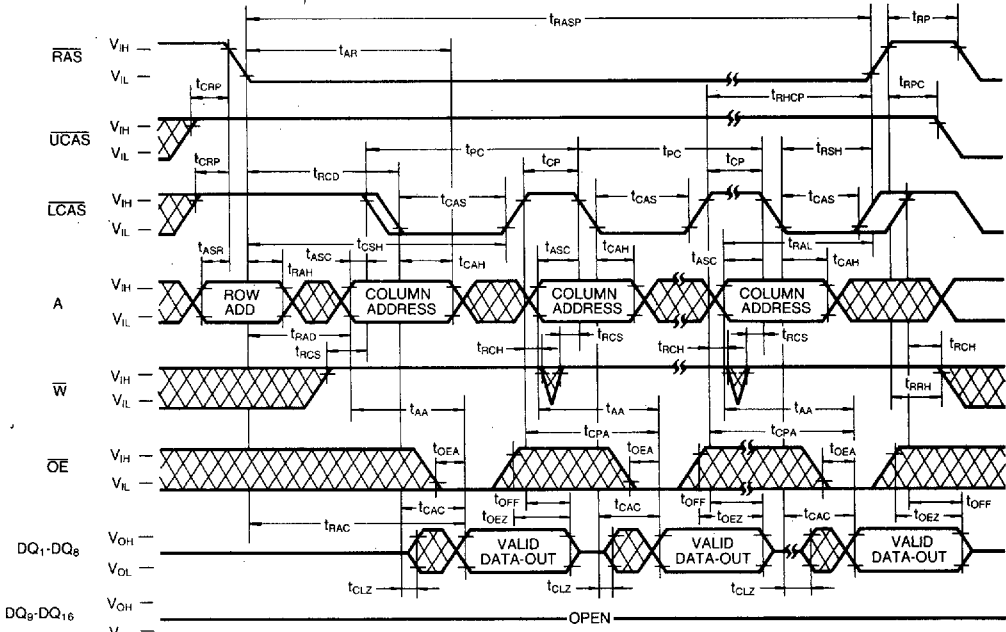 tRASP
tRP
tAR
RAS
VIH
VIL
tCRP
tRHCP
tRPC
UCAS
VIH
VIL
tCRP
tPC
tCP
tPC
tCP
tRSH
tRCD
LCAS
VIH
VIL
tCAS
tCAS
tCAS
tCSH
tRAL
tASR
tRAH
tASC
tCAH
tASC
tCAH
tASC
tCAH
A
VIH
VIL
ROW ADD
COLUMN ADDRESS
COLUMN ADDRESS
COLUMN ADDRESS
tRAD
tRCS
tRCH
tRCS
tRCH
tRCS
tRCH
W
VIH
VIL
tRRH
tAA
tAA
tAA
tCPA
tCPA
OE
VIH
VIL
tOEA
tOEA
tOEA
tCAC
tOFF
tCAC
tOFF
tCAC
tOFF
tRAC
tOEZ
tOEZ
tOEZ
DQ1-DQ8
VOH
VOL
VALID DATA-OUT
VALID DATA-OUT
VALID DATA-OUT
tCLZ
tCLZ
tCLZ
DQ9-DQ16
VOH
OPEN